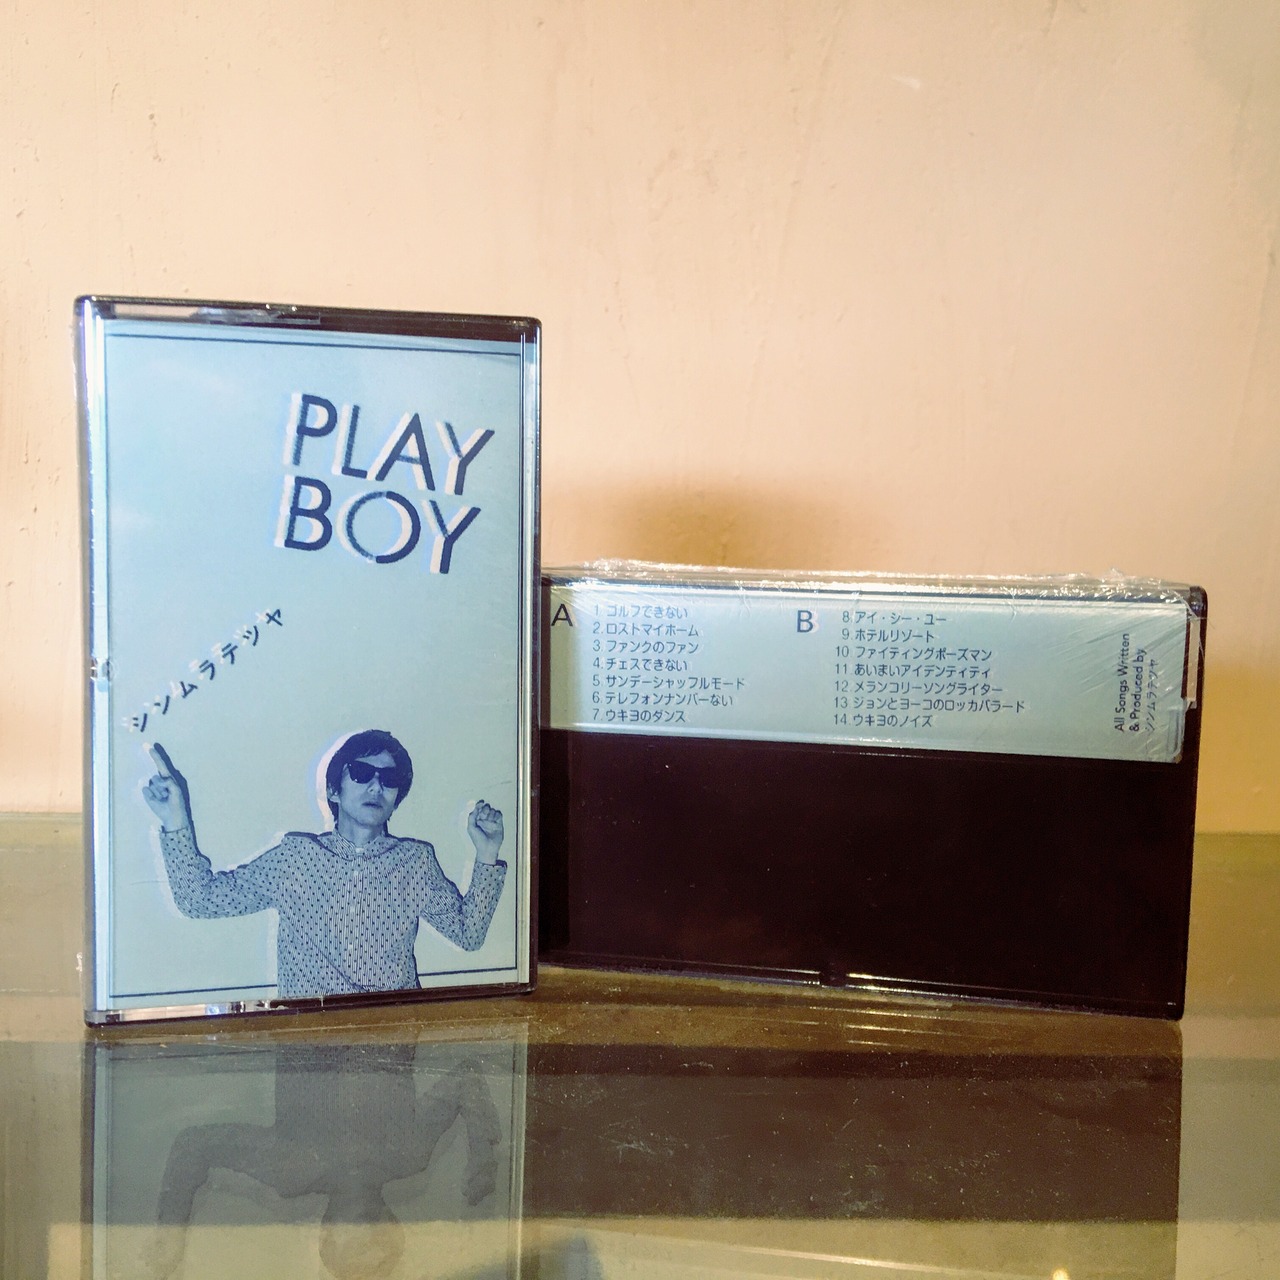 PLAY
BOY
シンムラテツヤ
A
1.ゴルフできない
2.ロストマイホーム
3.ファンクのファン
4.チェスできない
5.サンデーシャッフルモード
6.テレフォンナンバーない
7.ウキヨのダンス
B
8.アイ・シー・ユー
9.ホテルリゾート
10.ファイティングポーズマン
11.あいまいアイデンティティ
12.メランコリーソングライター
13.ジョンとヨーコのロッカバラード
14.ウキヨのノイズ
All Songs Written
& Produced by
シンムラテツヤ